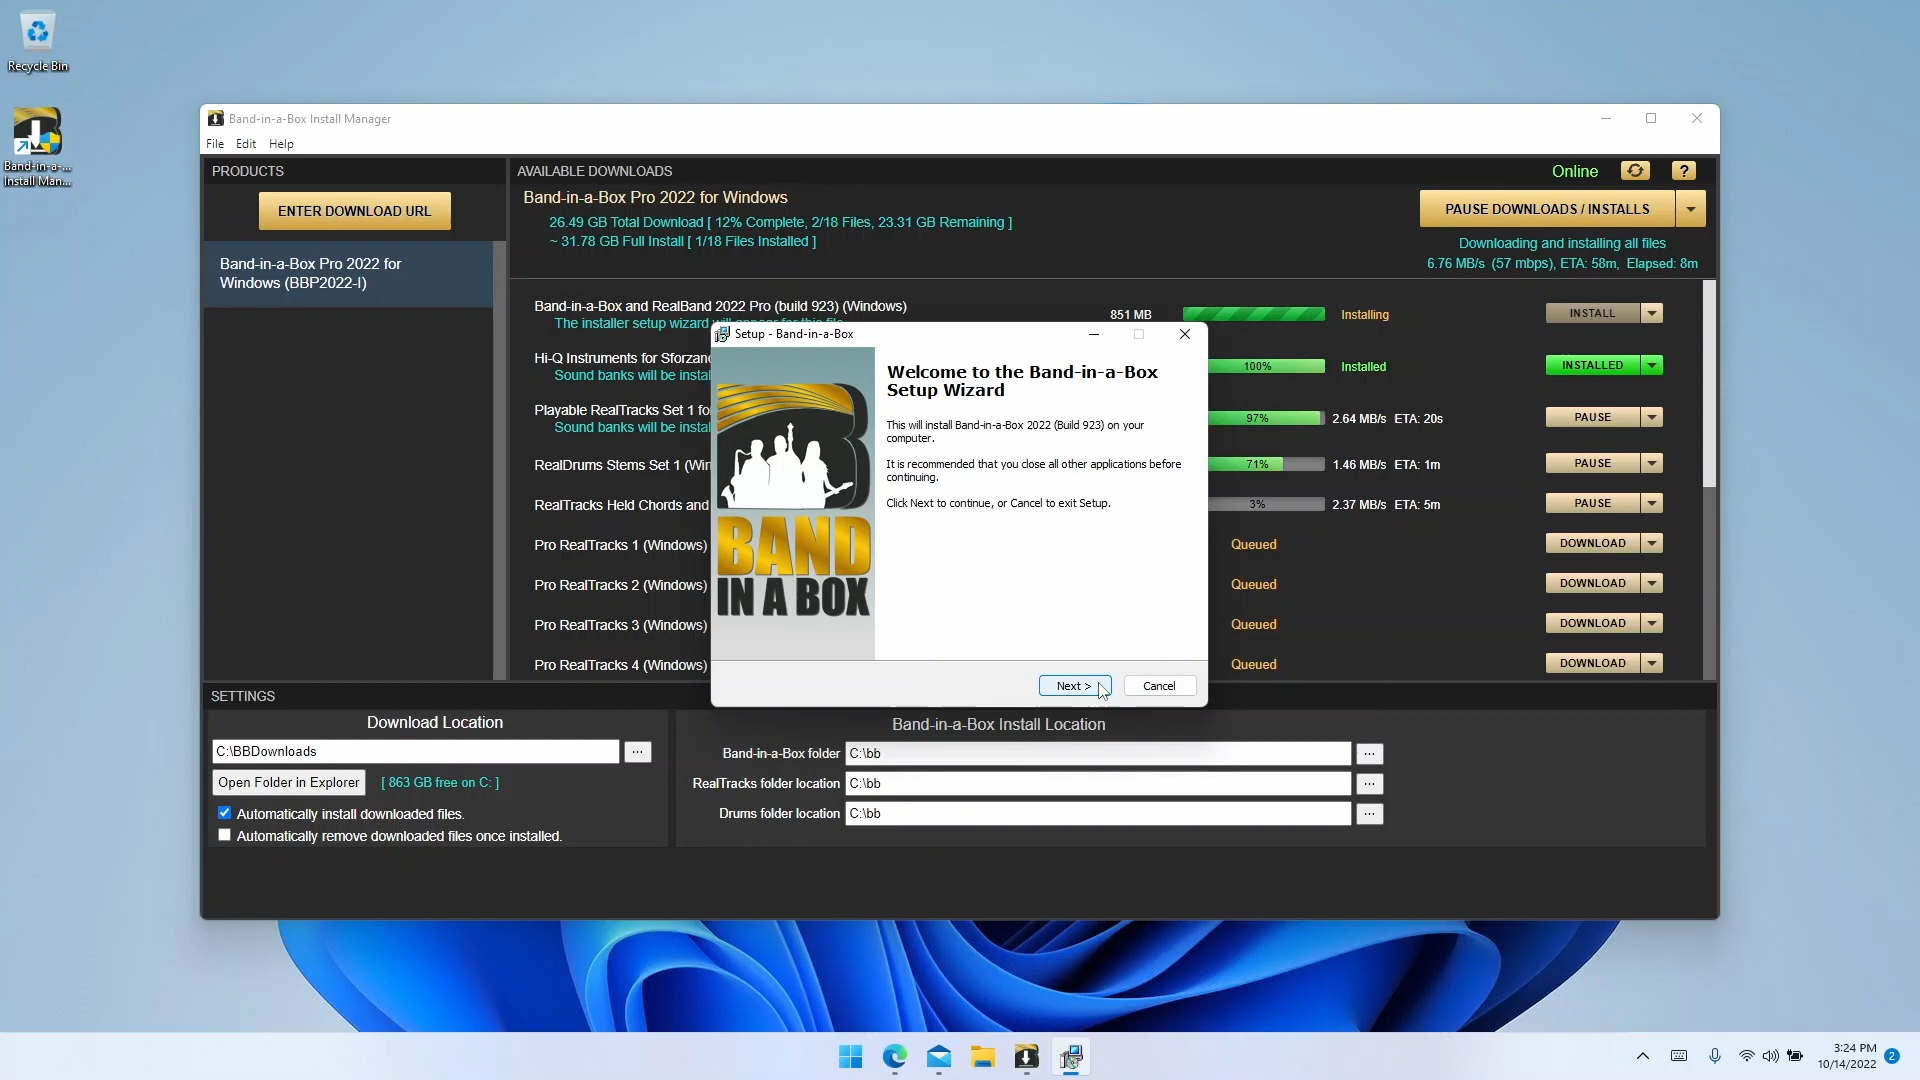 Recycle Bin
Band-in-a-...
Install Man...
Band-in-a-Box Install Manager
File Edit Help
PRODUCTS
ENTER DOWNLOAD URL
Band-in-a-Box Pro 2022 for
Windows (BBP2022-I)
AVAILABLE DOWNLOADS
Online
?
Band-in-a-Box Pro 2022 for Windows
26.49 GB Total Download [ 12% Complete, 2/18 Files, 23.31 GB Remaining ]
~ 31.78 GB Full Install [ 1/18 Files Installed ]
PAUSE DOWNLOADS / INSTALLS
Downloading and installing all files
6.76 MB/s (57 mbps), ETA: 58m, Elapsed: 8m
Band-in-a-Box and RealBand 2022 Pro (build 923) (Windows)
The installer setup wizard will appear for this file.
851 MB
Installing
INSTALL
Hi-Q Instruments for Sforzan
Sound banks will be instal
100%
Installed
INSTALLED
Playable RealTracks Set 1 fo
Sound banks will be instal
97%
2.64 MB/s ETA: 20s
PAUSE
RealDrums Stems Set 1 (Win
71%
1.46 MB/s ETA: 1m
PAUSE
RealTracks Held Chords and
3%
2.37 MB/s ETA: 5m
PAUSE
Pro RealTracks 1 (Windows)
Queued
DOWNLOAD
Pro RealTracks 2 (Windows)
Queued
DOWNLOAD
Pro RealTracks 3 (Windows)
Queued
DOWNLOAD
Pro RealTracks 4 (Windows)
Queued
DOWNLOAD
Setup - Band-in-a-Box
BAND
IN A BOX
Welcome to the Band-in-a-Box
Setup Wizard
This will install Band-in-a-Box 2022 (Build 923) on your
computer.
It is recommended that you close all other applications before
continuing.
Click Next to continue, or Cancel to exit Setup.
Next >
Cancel
SETTINGS
Download Location
C:\BBDownloads
...
Open Folder in Explorer
[ 863 GB free on C: ]
Automatically install downloaded files.
Automatically remove downloaded files once installed.
Band-in-a-Box Install Location
Band-in-a-Box folder
C:\bb
...
RealTracks folder location
C:\bb
...
Drums folder location
C:\bb
...
3:24 PM
10/14/2022
2